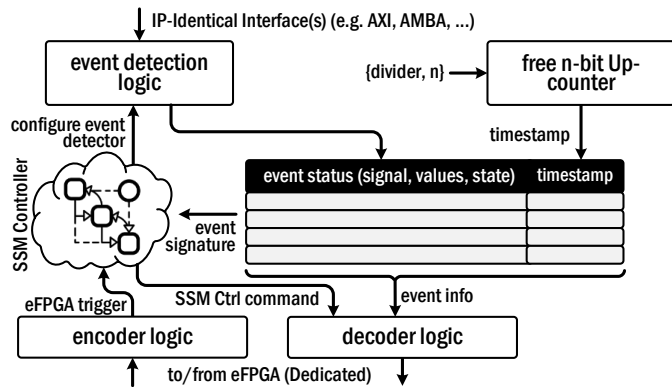 IP-Identical Interface(s) (e.g. AXI, AMBA, ...)
event detection
logic
{divider, n}
free n-bit Up-
counter
configure event
detector
timestamp
SSM Controller
event status (signal, values, state)
timestamp
event
signature
eFPGA trigger
SSM Ctrl command
event info
encoder logic
decoder logic
to/from eFPGA (Dedicated)